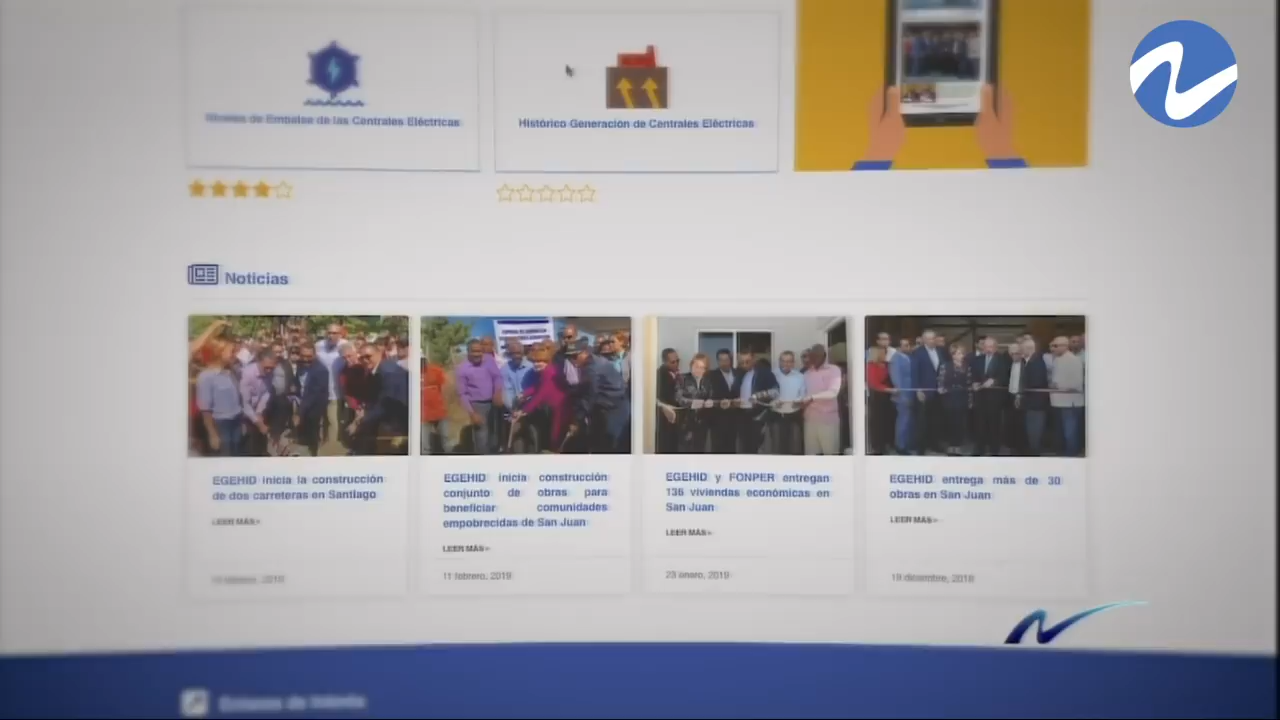 Niveles de Embalse de las Centrales Eléctricas
Histórico Generación de Centrales Eléctricas
Noticias
EGEHID inicia la construcción
de dos carreteras en Santiago
LEER MÁS»
EGEHID inicia construcción
conjunto de obras para
beneficiar comunidades
empobrecidas de San Juan
LEER MÁS»
11 febrero, 2019
EGEHID y FONPER entregan
136 viviendas económicas en
San Juan
LEER MÁS»
23 enero, 2019
EGEHID entrega más de 30
obras en San Juan
LEER MÁS»
19 diciembre, 2018
Enlaces de Interés